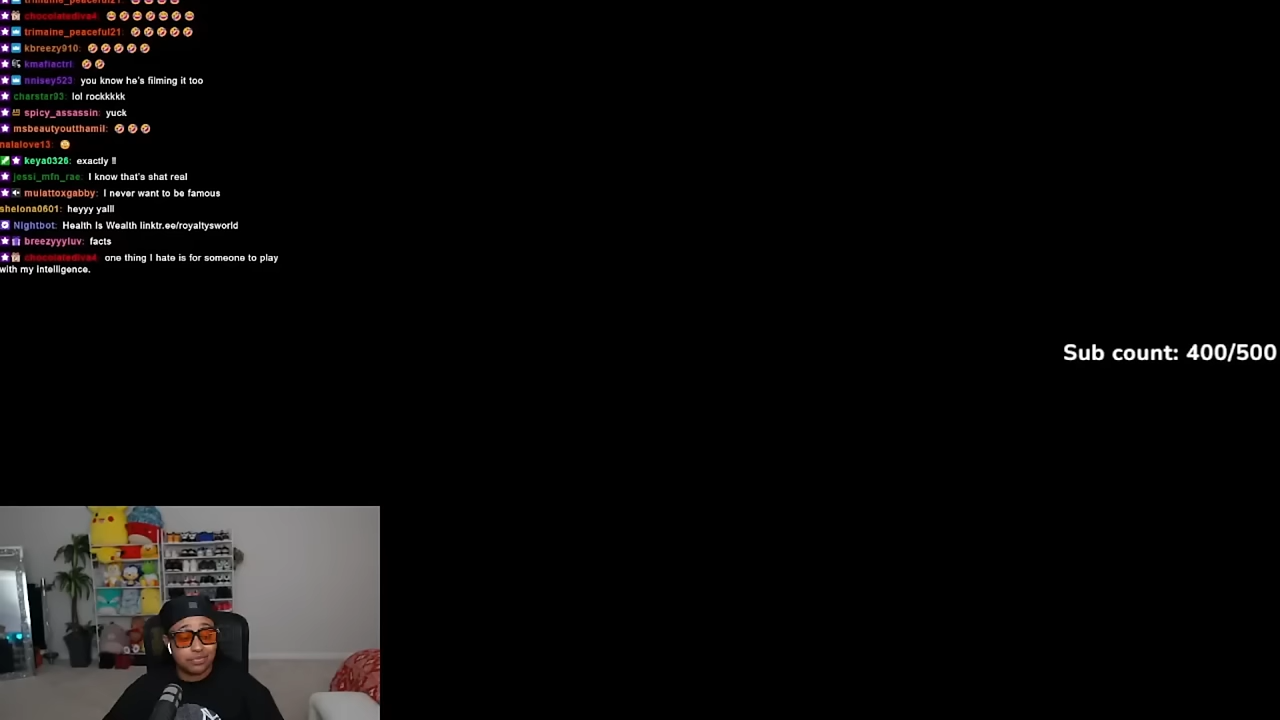 trimaine_peaceful21:
chocolatediva4:
trimaine_peaceful21:
kbreezy910:
kmafiactrl:
nnisey523: you know he's filming it too
charstar93: lol rockkkkk
spicy_assassin: yuck
msbeautyoutthamil:
nalalove13:
keya0326: exactly !!
jessi_mfn_rae: I know that's shat real
mulattoxgabby: I never want to be famous
shelona0601: heyyy yalll
Nightbot: Health Is Wealth linktr.ee/royaltysworld
breezyyyluv: facts
chocolatediva4: one thing I hate is for someone to play
with my intelligence.
Sub count: 400/500